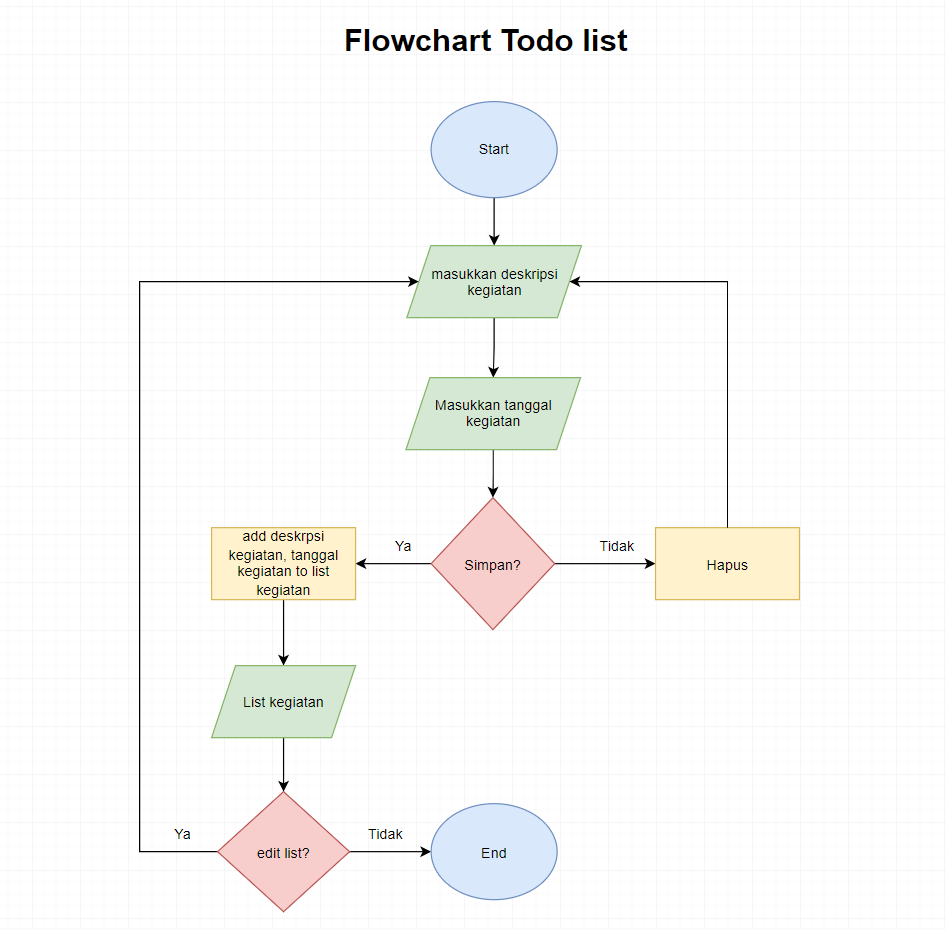 Flowchart Todo list
Start
masukkan deskripsi
kegiatan
Masukkan tanggal
kegiatan
Simpan?
Ya
Tidak
add deskrpsi
kegiatan, tanggal
kegiatan to list
kegiatan
Hapus
List kegiatan
edit list?
Ya
Tidak
End